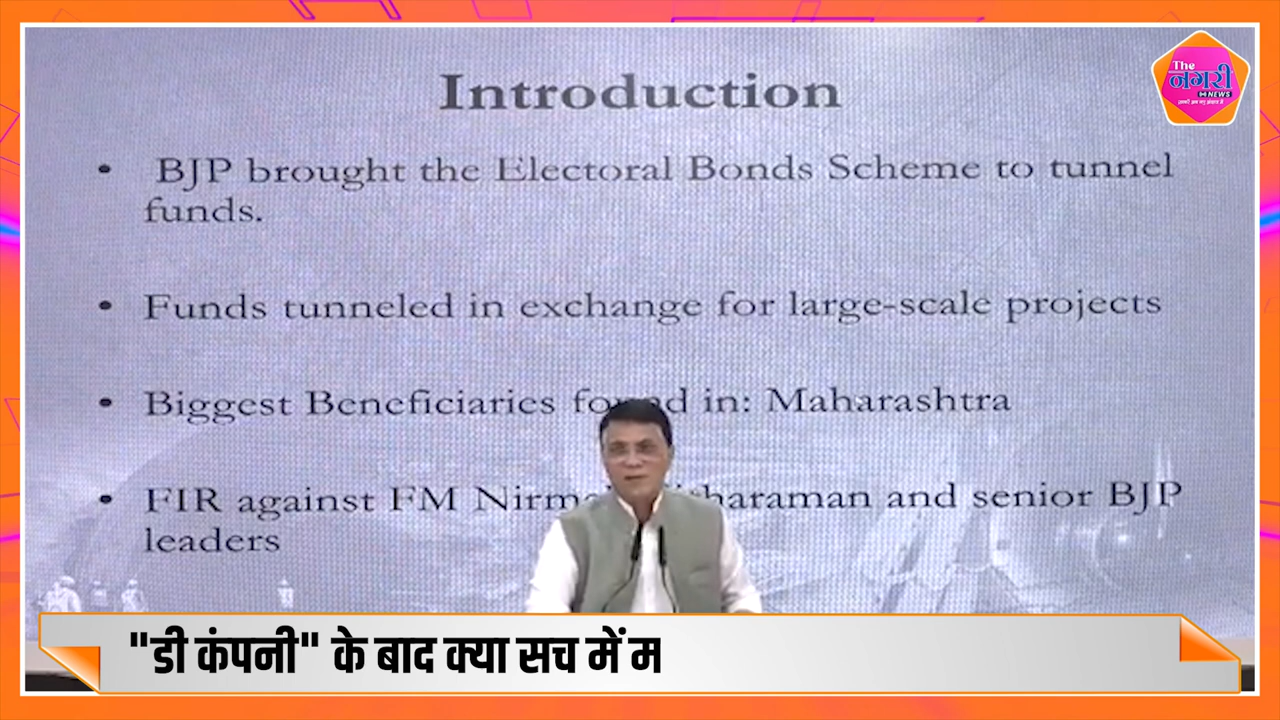 The
नगरी
NEWS
Introduction
• BJP brought the Electoral Bonds Scheme to tunnel
funds.
• Funds tunneled in exchange for large-scale projects
• Biggest Beneficiaries in: Maharashtra
• FIR against FM and senior BJP
leaders
"डी कंपनी" के बाद क्या सच में म